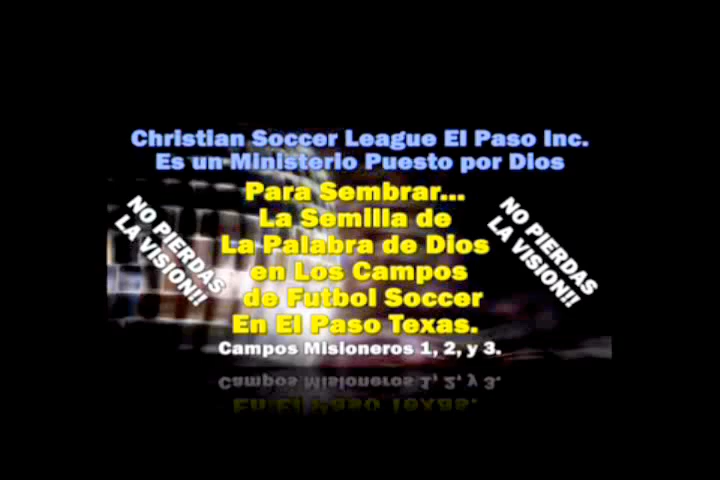 Christian Soccer League El Paso Inc.
Es un Ministerio Puesto por Dios
Para Sembrar...
La Semilla de
La Palabra de Dios
en Los Campos
de Futbol Soccer
En El Paso Texas.
Campos Misioneros 1, 2, y 3.
NO PIERDAS
LA VISION!!
NO PIERDAS
LA VISION!!